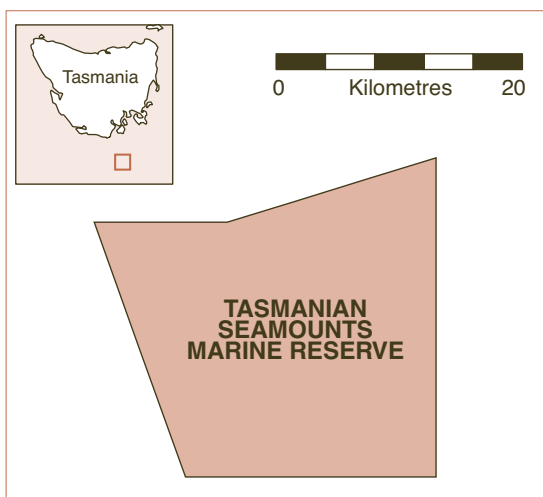 Tasmania
0 Kilometres 20
TASMANIAN
SEAMOUNTS
MARINE RESERVE